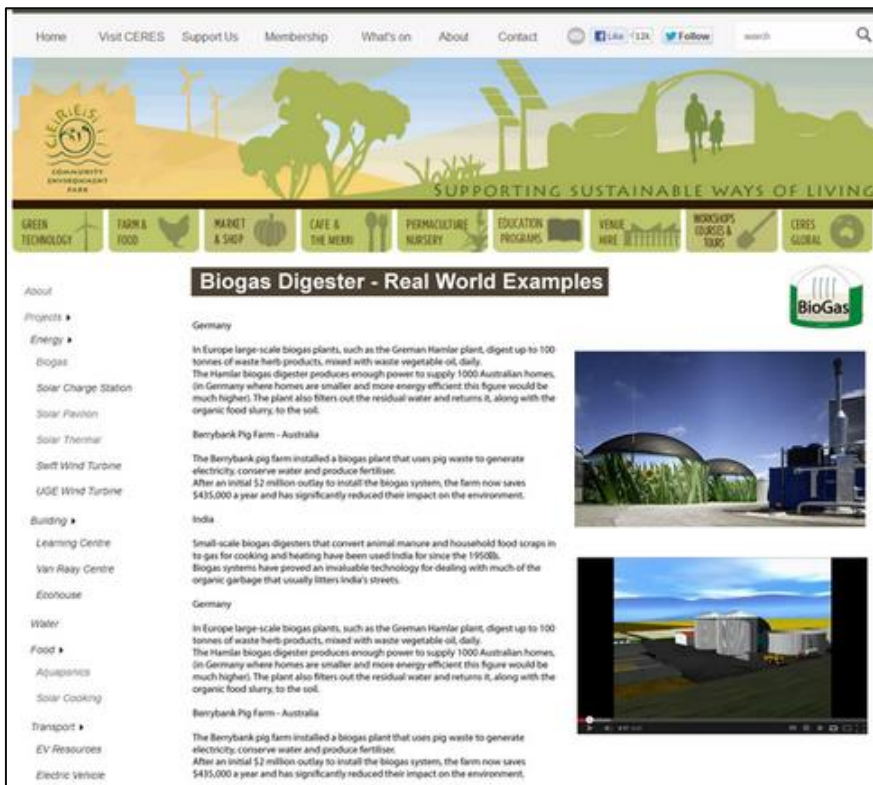 Home Visit CERES Support Us Membership What's on About Contact Like 12k Follow search
C.E.R.E.S
COMMUNITY
ENVIRONMENT
PARK
SUPPORTING SUSTAINABLE WAYS OF LIVING
GREEN
TECHNOLOGY
FARM &
FOOD
MARKET
& SHOP
CAFE &
THE MERRI
PERMACULTURE
NURSERY
EDUCATION
PROGRAMS
VENUE
HIRE
WORKSHOPS
COURSES &
TOURS
CERES
GLOBAL
About
Projects
Energy
Biogas
Solar Charge Station
Solar Pavilion
Solar Thermal
Swift Wind Turbine
UGE Wind Turbine
Building
Learning Centre
Van Raay Centre
Ecohouse
Water
Food
Aquaponics
Solar Cooking
Transport
EV Resources
Electric Vehicle
Biogas Digester - Real World Examples
Germany
In Europe large-scale biogas plants, such as the Greman Hamlar plant, digest up to 100
tonnes of waste herb products, mixed with waste vegetable oil, daily.
The Hamlar biogas digester produces enough power to supply 1000 Australian homes,
(in Germany where homes are smaller and more energy efficient this figure would be
much higher). The plant also filters out the residual water and returns it, along with the
organic food slurry, to the soil.
Berrybank Pig Farm - Australia
The Berrybank pig farm installed a biogas plant that uses pig waste to generate
electricity, conserve water and produce fertiliser.
After an initial $2 million outlay to install the biogas system, the farm now saves
$435,000 a year and has significantly reduced their impact on the environment.
India
Small-scale biogas digesters that convert animal manure and household food scraps in
to gas for cooking and heating have been used India for since the
Biogas systems have proved an invaluable technology for dealing with much of the
organic garbage that usually litters India's streets.
Germany
In Europe large-scale biogas plants, such as the Greman Hamlar plant, digest up to 100
tonnes of waste herb products, mixed with waste vegetable oil, daily.
The Hamlar biogas digester produces enough power to supply 1000 Australian homes,
(in Germany where homes are smaller and more energy efficient this figure would be
much higher). The plant also filters out the residual water and returns it, along with the
organic food slurry, to the soil.
Berrybank Pig Farm - Australia
The Berrybank pig farm installed a biogas plant that uses pig waste to generate
electricity, conserve water and produce fertiliser.
After an initial $2 million outlay to install the biogas system, the farm now saves
$435,000 a year and has significantly reduced their impact on the environment.
BioGas